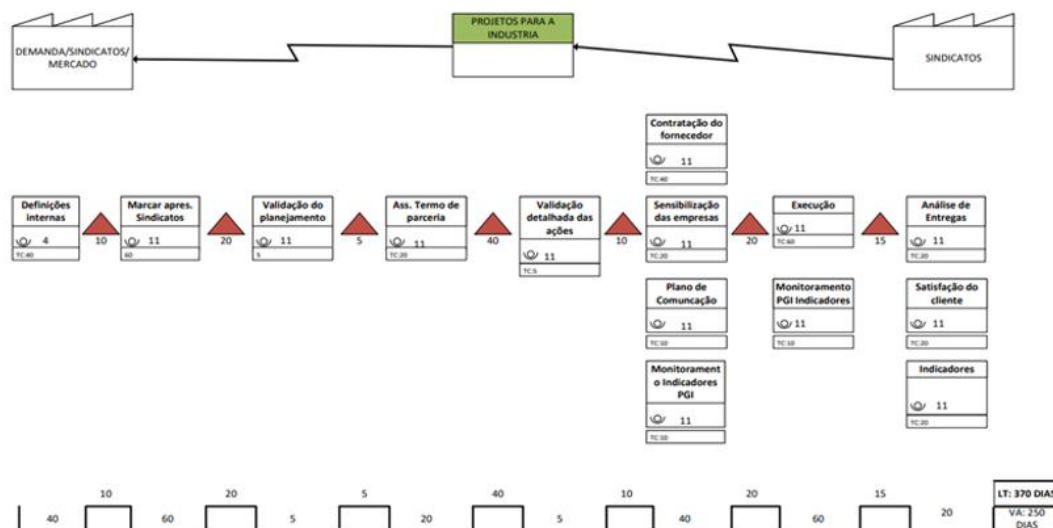 PROJETOS PARA A
INDUSTRIA
DEMANDA/SINDICATOS/
MERCADO
SINDICATOS
Contratação do
fornecedor
11
TC:40
Definições
internas
4
TC:40
10
Marcar apres.
Sindicatos
11
60
20
Validação do
planejamento
11
5
5
Ass. Termo de
parceria
11
TC:20
40
Validação
detalhada das
ações
11
TC:5
10
Sensibilização
das empresas
11
TC:20
20
Execução
11
TC:60
15
Análise de
Entregas
11
TC:20
Plano de
Comuncação
11
TC:10
Monitoramento
PGI Indicadores
11
TC:10
Satisfação do
cliente
11
TC:20
Monitorament
o Indicadores
PGI
11
TC:10
Indicadores
11
TC:20
10 20 5 40 10 20 15
LT: 370 DIAS
40 60 5 20 5 40 60 20
VA: 250
DIAS